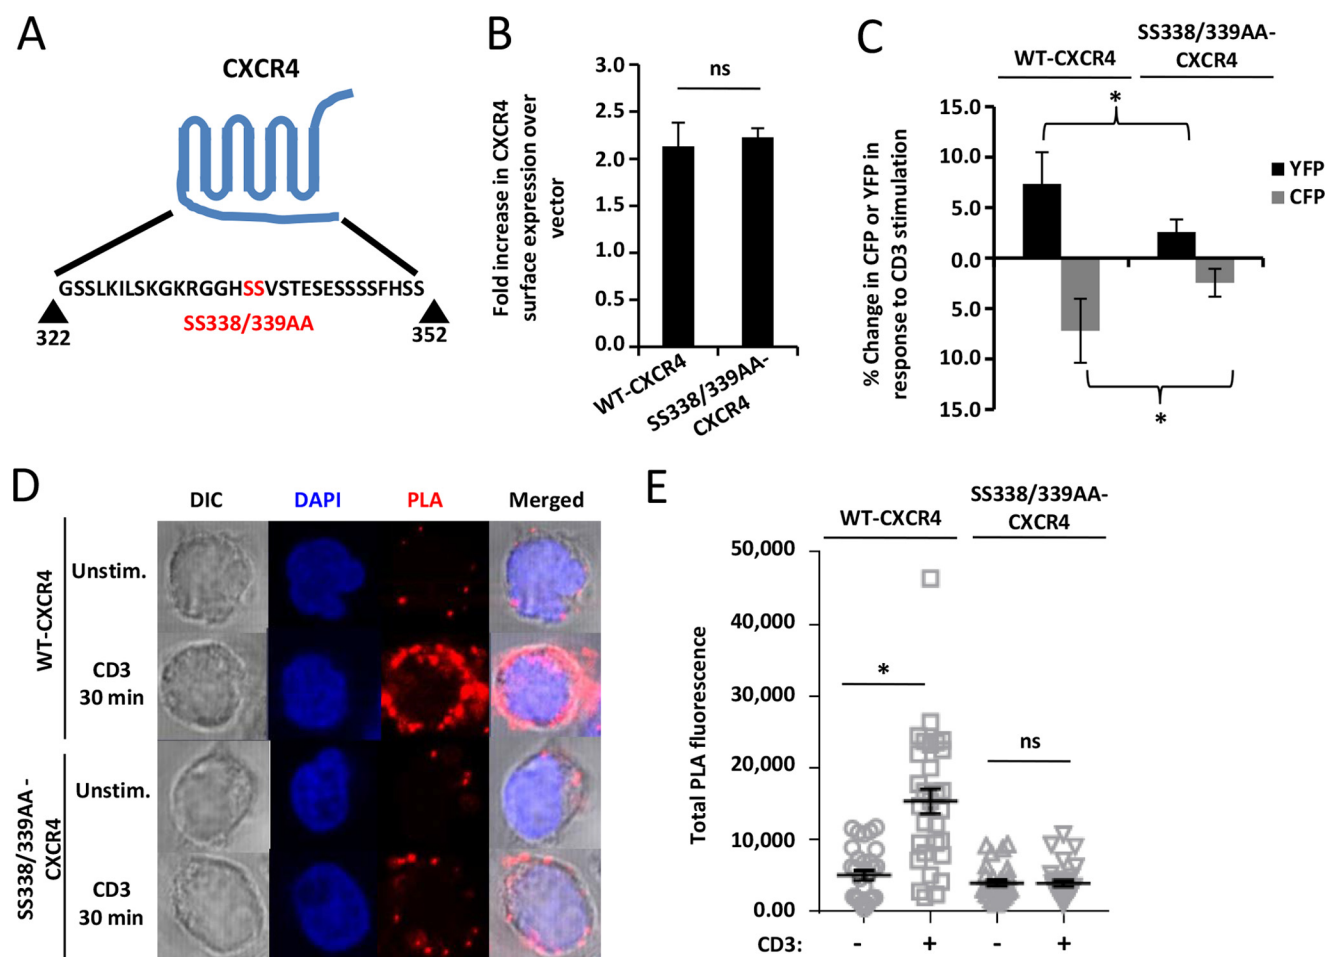 A
CXCR4
GSSLKILSKGKRGGHSSVSTESESSSSFHSS
322
SS338/339AA
352
B
Fold increase in CXCR4
surface expression over
vector
3.0
2.5
2.0
1.5
1.0
0.5
0.0
ns
WT-CXCR4
SS338/339AA-
CXCR4
C
WT-CXCR4
SS338/339AA-
CXCR4
% Change in CFP or YFP in
response to CD3 stimulation
15.0
10.0
5.0
0.0
5.0
10.0
15.0
*
*
YFP
CFP
D
DIC
DAPI
PLA
Merged
WT-CXCR4
Unstim.
CD3
30 min
SS338/339AA-
CXCR4
Unstim.
CD3
30 min
E
WT-CXCR4
SS338/339AA-
CXCR4
Total PLA fluorescence
50,000
40,000
30,000
20,000
10,000
0.00
*
ns
CD3: - + - +